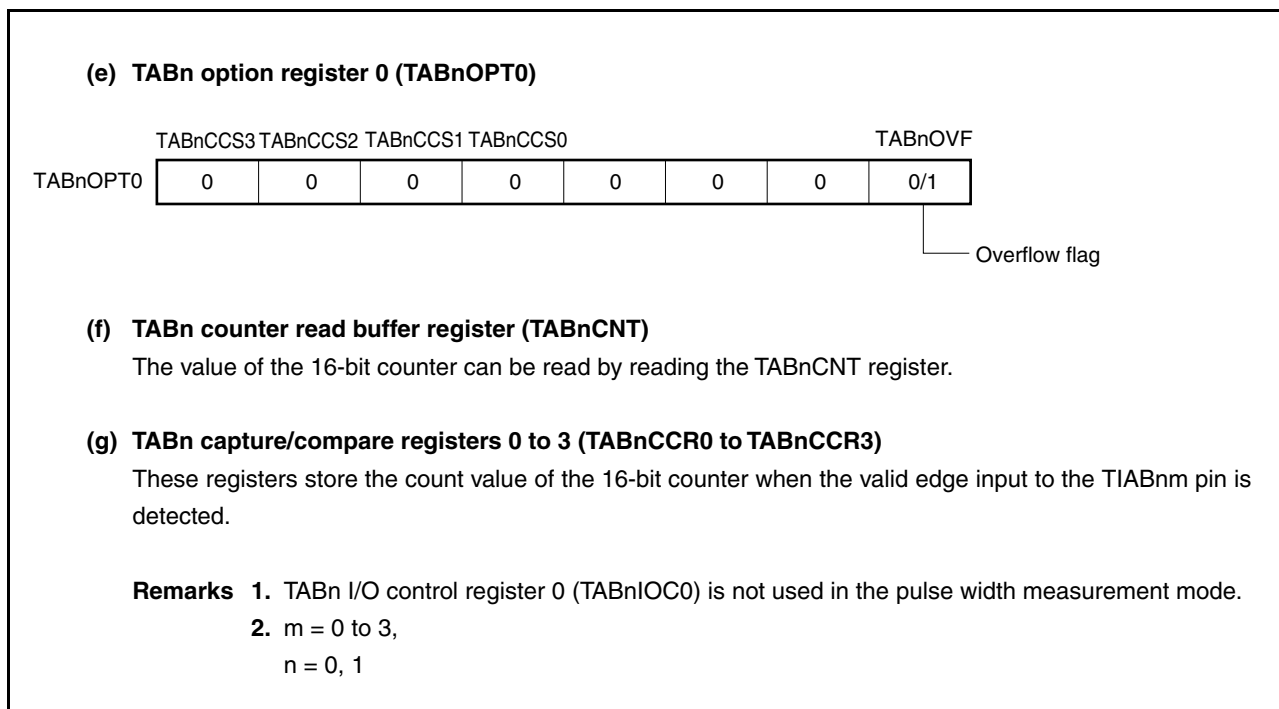 (e) TABn option register 0 (TABnOPT0)
TABnCCS3 TABnCCS2 TABnCCS1 TABnCCS0 TABnOVF
TABnOPT0 0 0 0 0 0 0 0 0/1
Overflow flag
(f) TABn counter read buffer register (TABnCNT)
The value of the 16-bit counter can be read by reading the TABnCNT register.
(g) TABn capture/compare registers 0 to 3 (TABnCCR0 to TABnCCR3)
These registers store the count value of the 16-bit counter when the valid edge input to the TIABnm pin is
detected.
Remarks 1. TABn I/O control register 0 (TABnIOC0) is not used in the pulse width measurement mode.
2. m = 0 to 3,
n = 0, 1